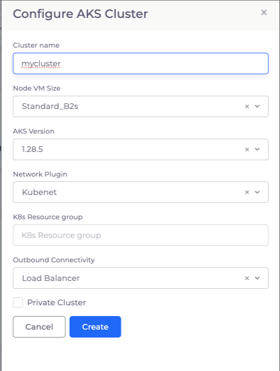 Configure AKS Cluster
×
Cluster name
mycluster
Node VM Size
Standard_B2s
×
AKS Version
1.28.5
×
Network Plugin
Kubenet
×
K8s Resource group
K8s Resource group
Outbound Connectivity
Load Balancer
×
Private Cluster
Cancel
Create